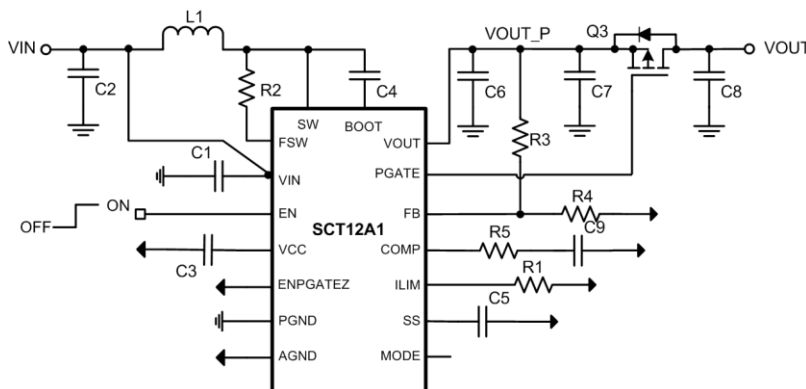 L1
Q3
VIN
VOUT_P
VOUT
C2
R2
C4
C6
C7
C8
SW
BOOT
FSW
VOUT
R3
C1
VIN
PGATE
R4
OFF
ON
EN
FB
SCT12A1
R5
C9
VCC
COMP
C3
R1
ENPGATEZ
ILIM
C5
PGND
SS
AGND
MODE